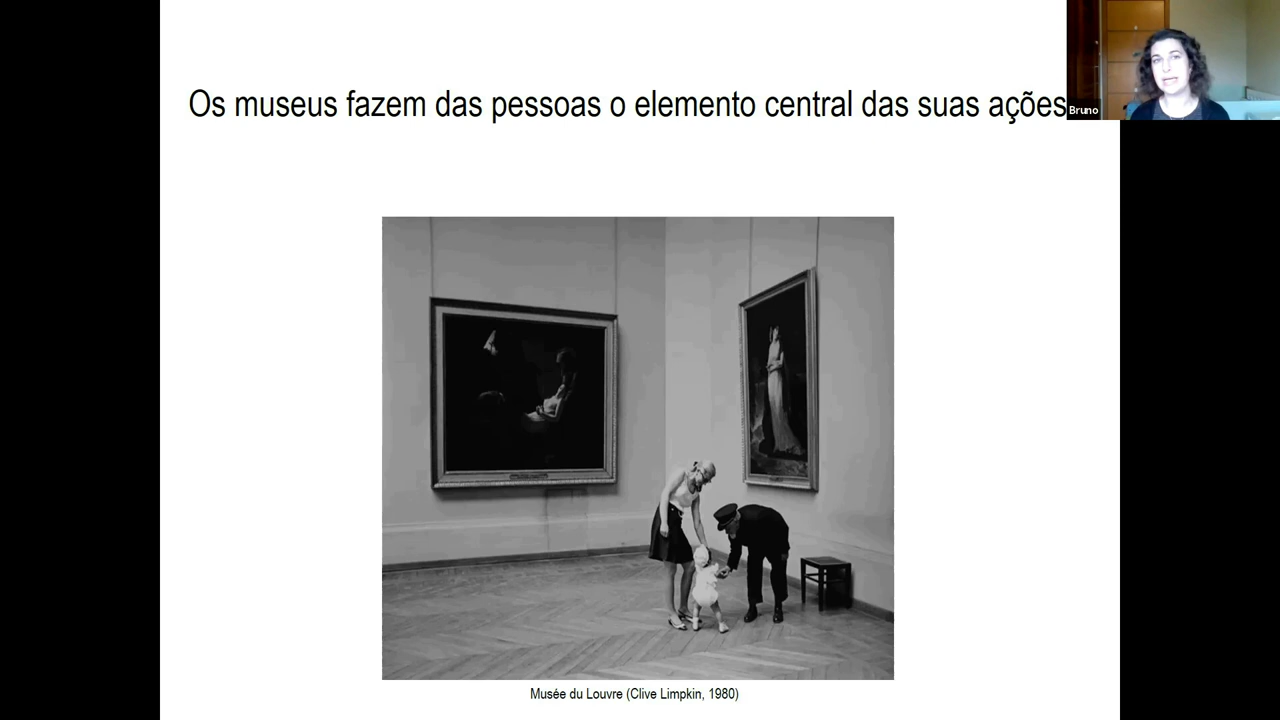 Os museus fazem das pessoas o elemento central das suas ações
Bruno
Musée du Louvre (Clive Limpkin, 1980)